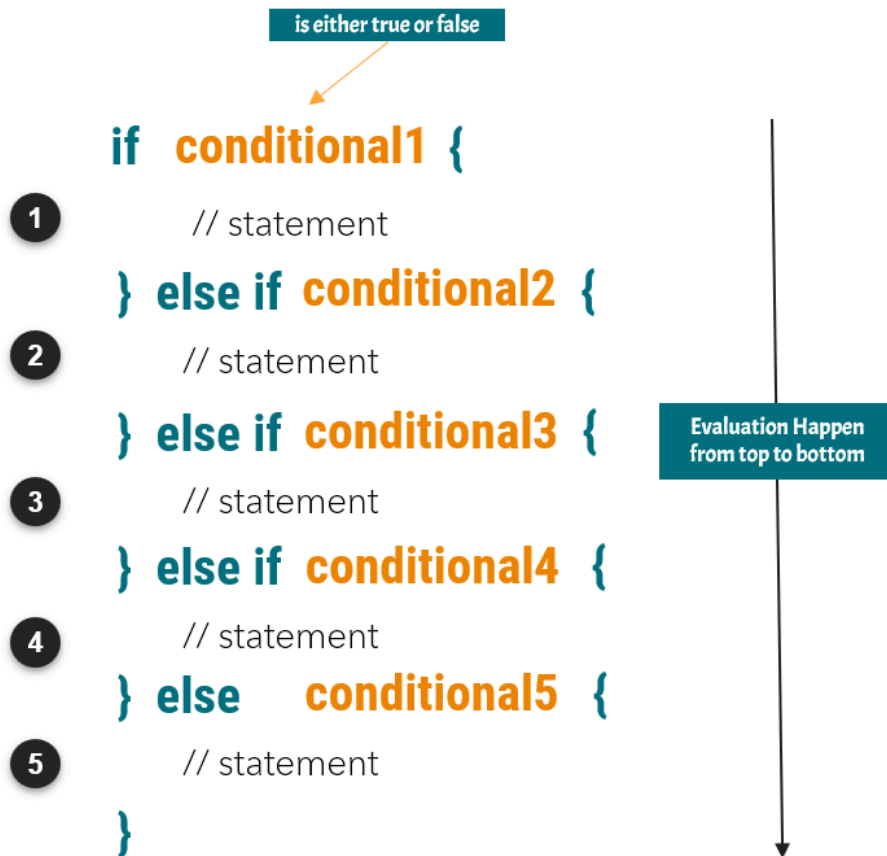 is either true or false
if conditional1 {
1
// statement
} else if conditional2 {
2
// statement
} else if conditional3 {
Evaluation Happen
from top to bottom
3
// statement
} else if conditional4 {
4
// statement
} else conditional5 {
5
// statement
}